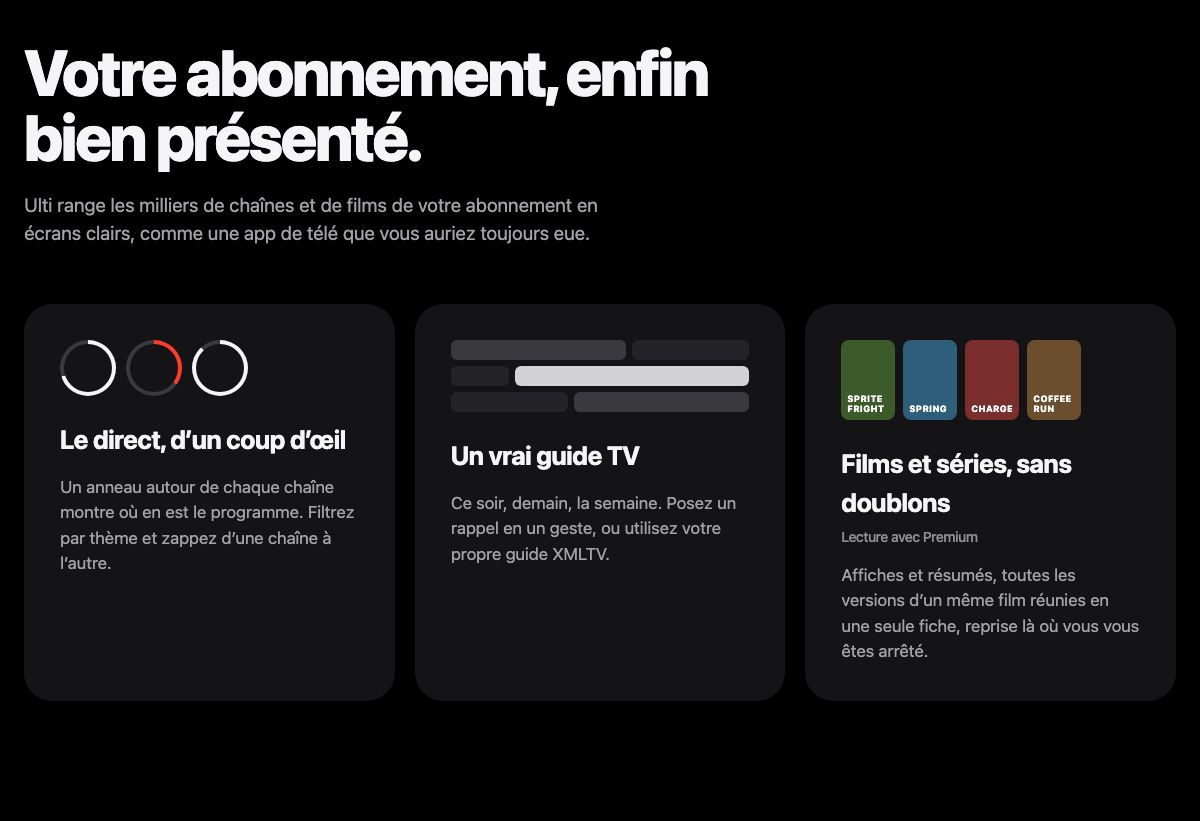 Votre abonnement, enfin
bien présenté.
Ulti range les milliers de chaînes et de films de votre abonnement en
écrans clairs, comme une app de télé que vous auriez toujours eue.
Le direct, d’un coup d’œil
Un anneau autour de chaque chaîne
montre où en est le programme. Filtrez
par thème et zappez d’une chaîne à
l’autre.
Un vrai guide TV
Ce soir, demain, la semaine. Posez un
rappel en un geste, ou utilisez votre
propre guide XMLTV.
SPRITE
FRIGHT
SPRING
CHARGE
COFFEE
RUN
Films et séries, sans
doublons
Lecture avec Premium
Affiches et résumés, toutes les
versions d’un même film réunies en
une seule fiche, reprise là où vous vous
êtes arrêté.